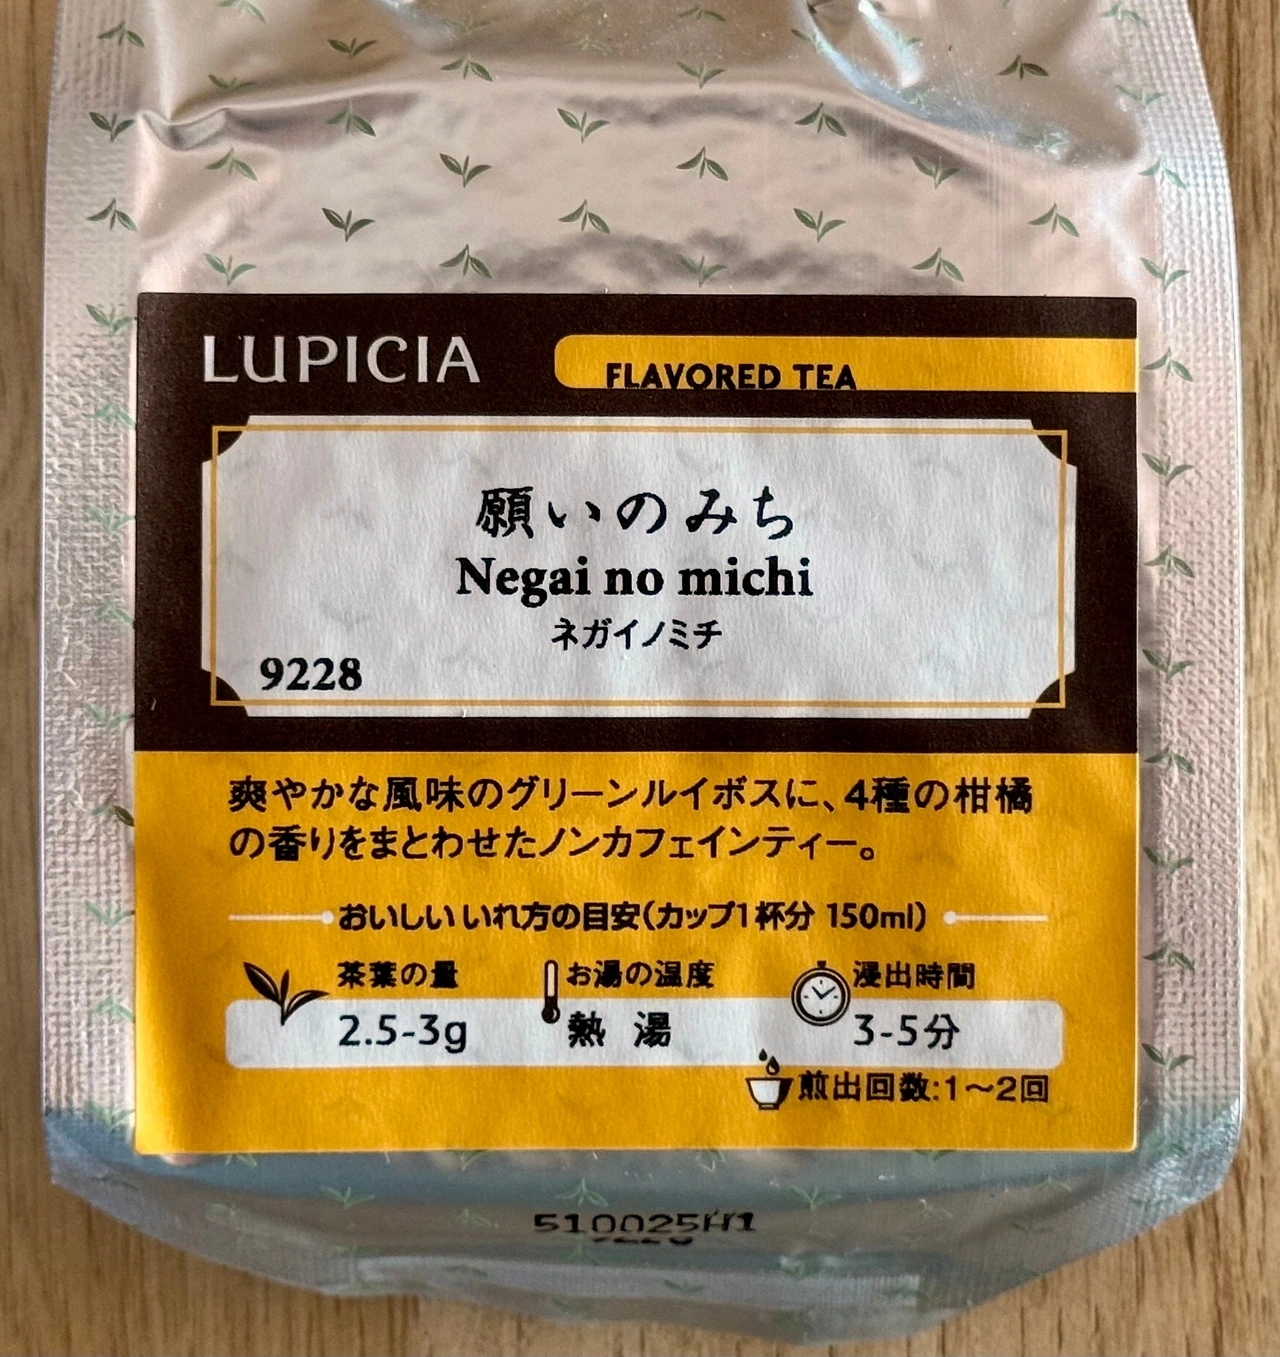 LUPICIA
FLAVORED TEA
願いのみち
Negai no michi
ネガイノミチ
9228
爽やかな風味のグリーンルイボスに、4種の柑橘
の香りをまとわせたノンカフェインティー。
おいしいいれ方の目安(カップ1杯分 150ml)
茶葉の量 お湯の温度 浸出時間
2.5-3g 熱湯 3-5分
煎出回数:1〜2回
510025H1